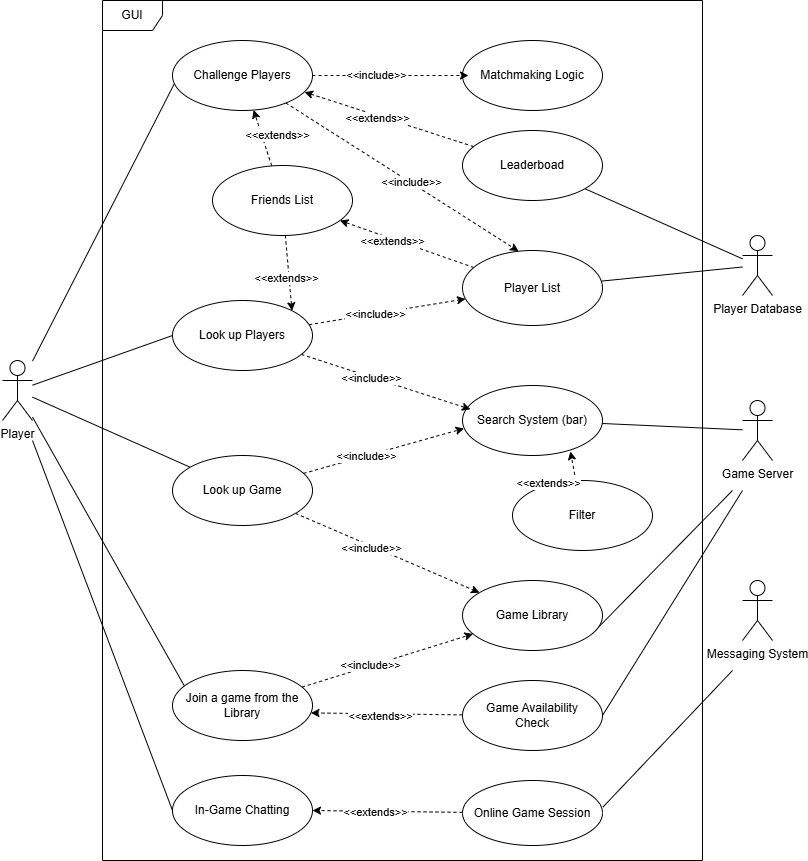 GUI
Challenge Players
<<include>>
Matchmaking Logic
<<extends>>
<<extends>>
Leaderboad
<<include>>
Friends List
<<extends>>
<<extends>>
Player List
Player Database
<<include>>
Look up Players
<<include>>
Player
Search System (bar)
<<include>>
Game Server
Look up Game
<<extends>>
Filter
<<include>>
Game Library
Messaging System
<<include>>
Join a game from the
Library
<<extends>>
Game Availability
Check
In-Game Chatting
<<extends>>
Online Game Session